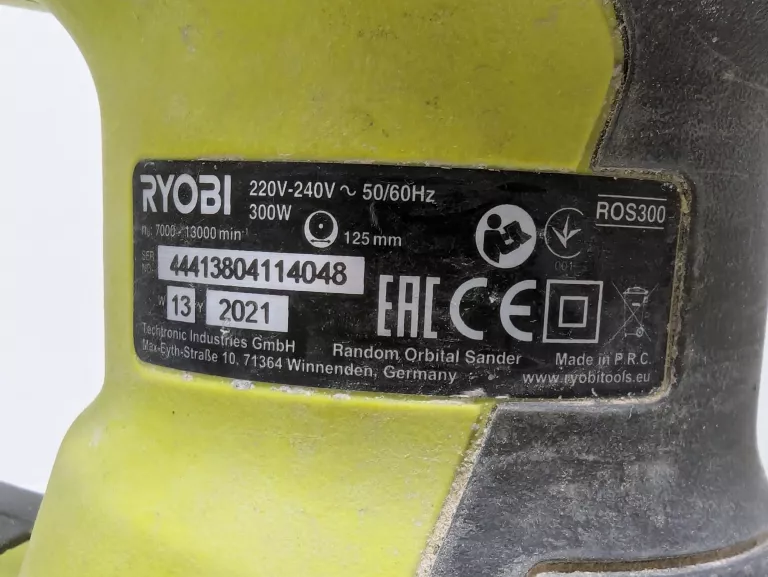 RYOBI
220V-240V ~ 50/60Hz
300W
n₀: 7000 - 13000 min⁻¹
125 mm
ROS300
001
SER
NO:
44413804114048
W 13 Y 2021
EAC CE
Techtronic Industries GmbH
Max-Eyth-Straße 10, 71364 Winnenden, Germany
Random Orbital Sander
Made in P.R.C.
www.ryobitools.eu